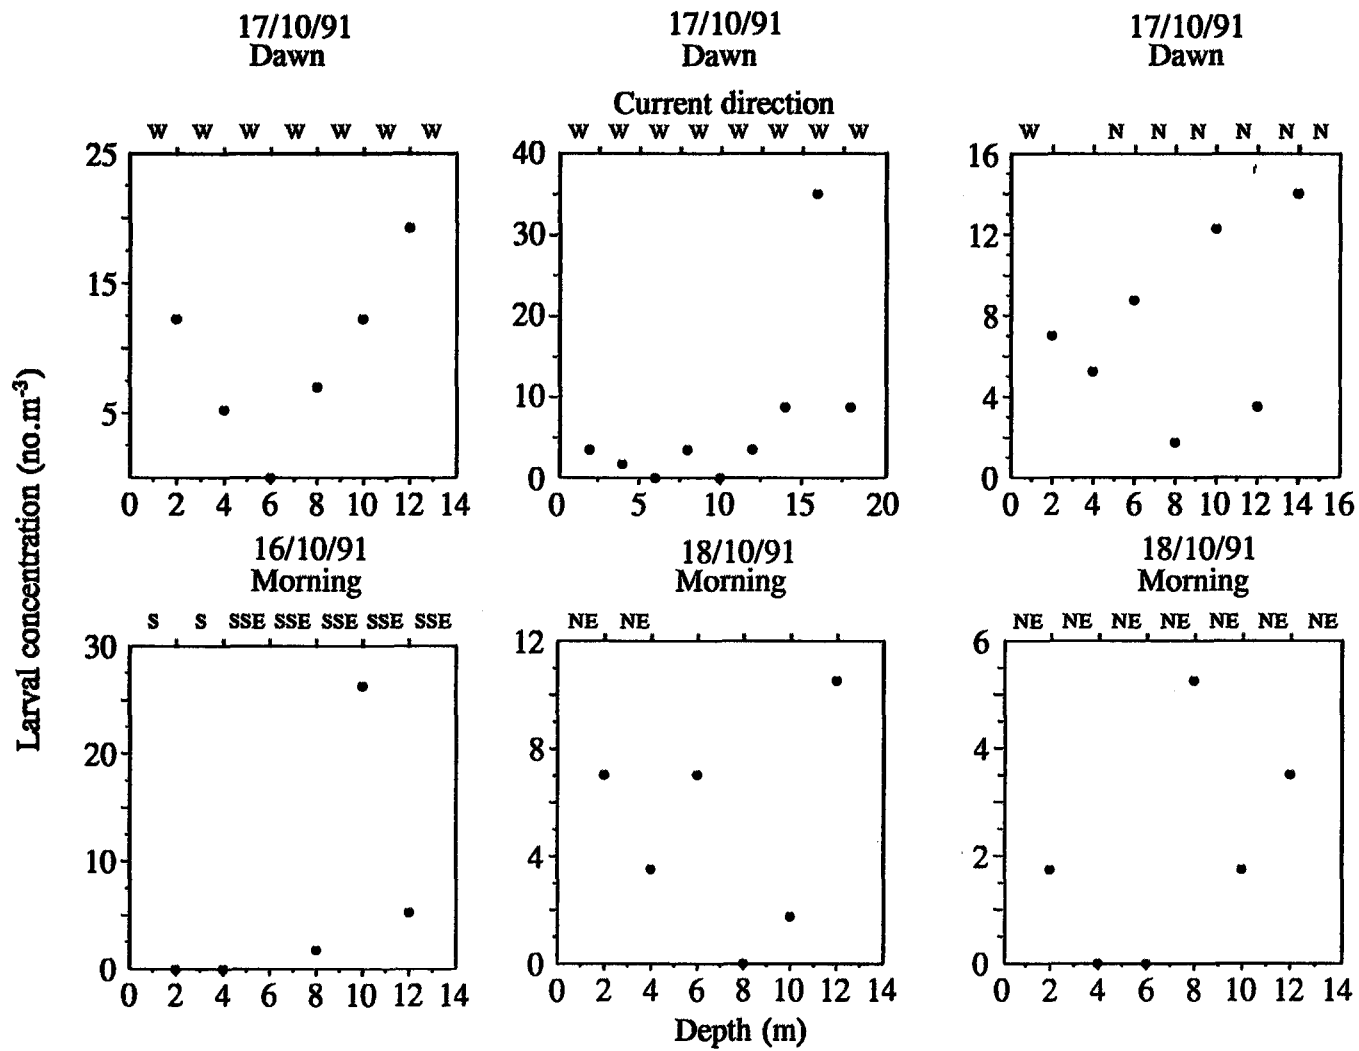 17/10/91 17/10/91 17/10/91
Dawn Dawn Dawn
Current direction
W W W W W W W W W W W W W W W W N N N N N N
25 40 16
15 30 12
20 8
5 10 4
0 0
0 2 4 6 8 10 12 14 0 5 10 15 20 0 2 4 6 8 10 12 14 16
Larval concentration (no.m-3)
16/10/91 18/10/91 18/10/91
Morning Morning Morning
S S SSE SSE SSE SSE SSE NE NE NE NE NE NE NE NE NE
30 12 6
20 8 4
10 4 2
0 0 0
0 2 4 6 8 10 12 14 0 2 4 6 8 10 12 14 0 2 4 6 8 10 12 14
Depth (m)